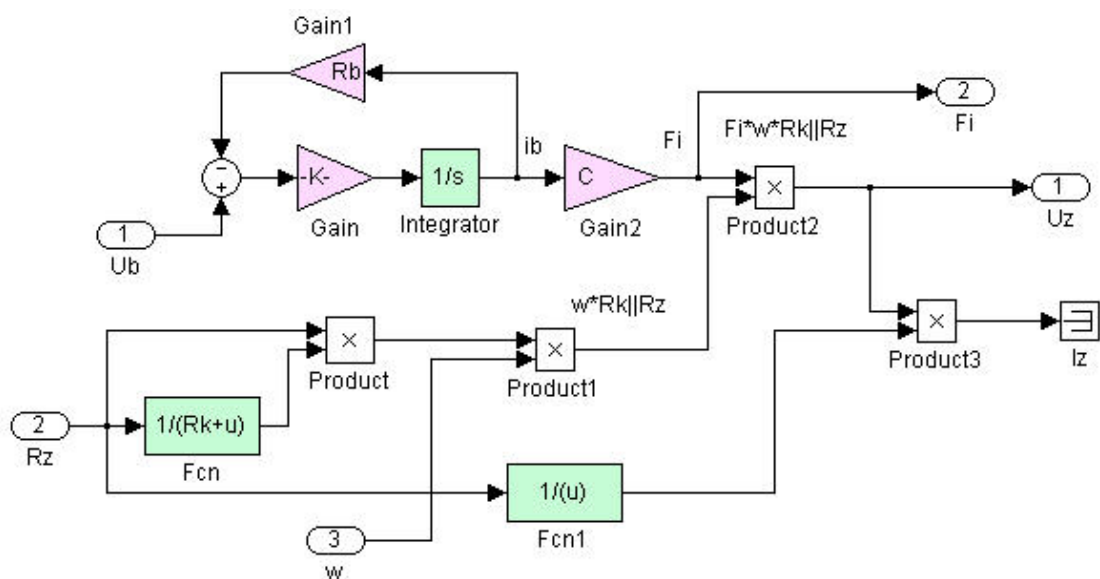 Gain1
Rb
2
Fi
ib
Fi
Fi*w*Rk||Rz
-K-
1/s
C
×
1
Uz
Gain
Integrator
Gain2
Product2
1
Ub
w*Rk||Rz
×
×
×
Product
Product1
Product3
Iz
2
Rz
1/(Rk+u)
Fcn
1/(u)
Fcn1
3
w